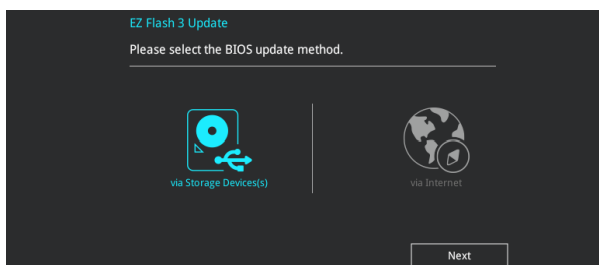 EZ Flash 3 Update
Please select the BIOS update method.
via Storage Devices(s)
via Internet
Next